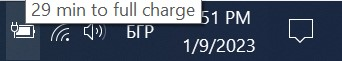 29 min to full charge
:51 PM
БГР
1/9/2023